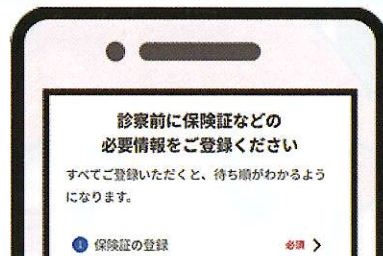 診察前に保険証などの
必要情報をご登録ください
すべてご登録いただくと、待ち順がわかるよう
になります。
1 保険証の登録 必須